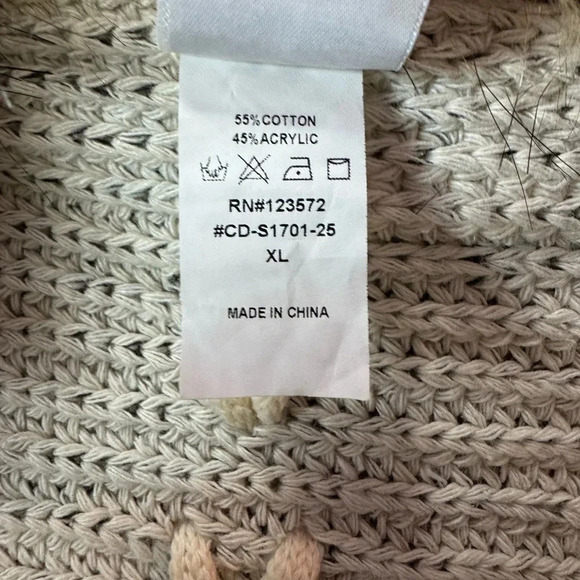 55% COTTON
45% ACRYLIC
RN#123572
#CD-S1701-25
XL
MADE IN CHINA